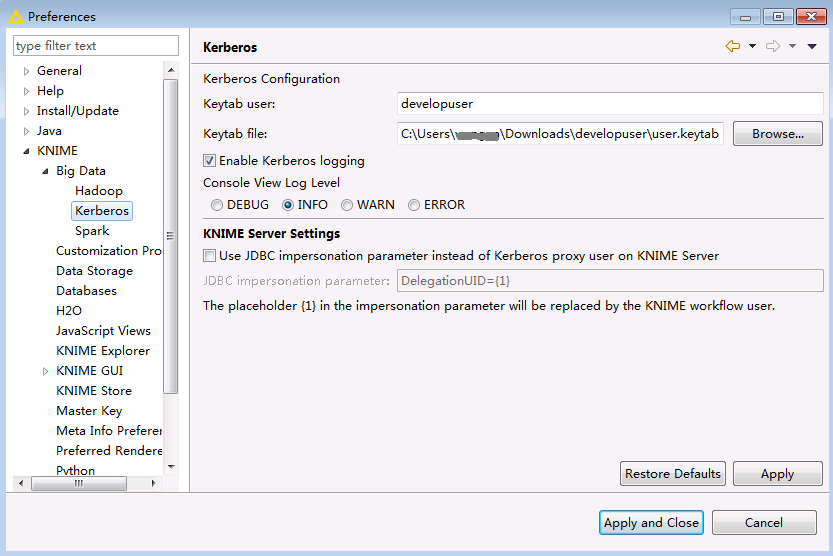 Preferences
type filter text
General
Help
Install/Update
Java
KNIME
Big Data
Hadoop
Kerberos
Spark
Customization Pro
Data Storage
Databases
H2O
JavaScript Views
KNIME Explorer
KNIME GUI
KNIME Store
Master Key
Meta Info Preferer
Preferred Rendere
Python
Kerberos
Kerberos Configuration
Keytab user: developuser
Keytab file: C:\Users\ \Downloads\developuser\user.keytab Browse...
Enable Kerberos logging
Console View Log Level
DEBUG INFO WARN ERROR
KNIME Server Settings
Use JDBC impersonation parameter instead of Kerberos proxy user on KNIME Server
JDBC impersonation parameter: DelegationUID={1}
The placeholder {1} in the impersonation parameter will be replaced by the KNIME workflow user.
Restore Defaults Apply
Apply and Close Cancel